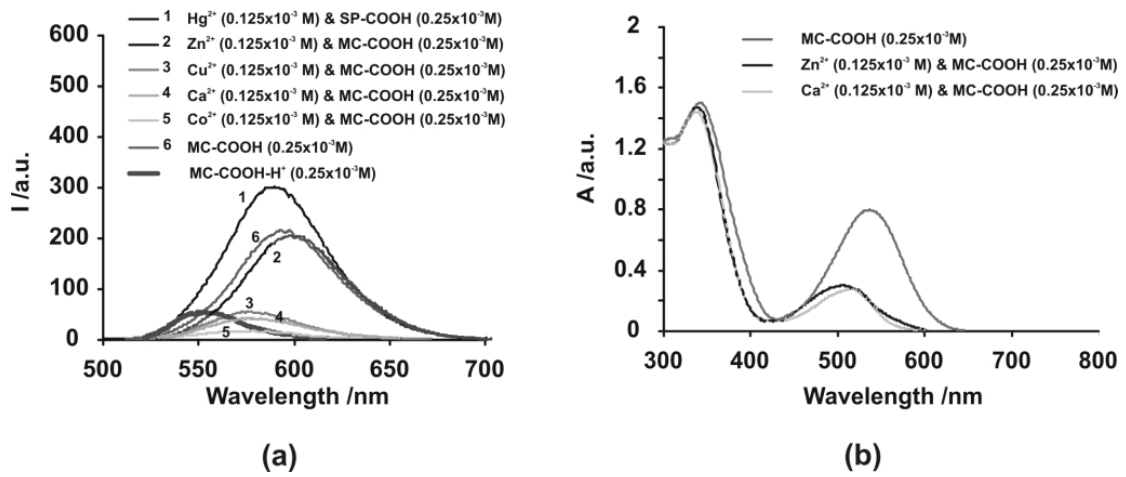 600
500
400
300
200
100
0
500
550
600
650
700
I /a.u.
Wavelength /nm
1 Hg²⁺ (0.125x10⁻³ M) & SP-COOH (0.25x10⁻³M)
2 Zn²⁺ (0.125x10⁻³ M) & MC-COOH (0.25x10⁻³M)
3 Cu²⁺ (0.125x10⁻³ M) & MC-COOH (0.25x10⁻³M)
4 Ca²⁺ (0.125x10⁻³ M) & MC-COOH (0.25x10⁻³M)
5 Co²⁺ (0.125x10⁻³ M) & MC-COOH (0.25x10⁻³M)
6 MC-COOH (0.25x10⁻³M)
MC-COOH-H⁺ (0.25x10⁻³M)
1
6
2
3
4
5
(a)
2
1.6
1.2
0.8
0.4
0
300
400
500
600
700
800
A /a.u.
Wavelength /nm
MC-COOH (0.25x10⁻³M)
Zn²⁺ (0.125x10⁻³ M) & MC-COOH (0.25x10⁻³M)
Ca²⁺ (0.125x10⁻³ M) & MC-COOH (0.25x10⁻³M)
(b)